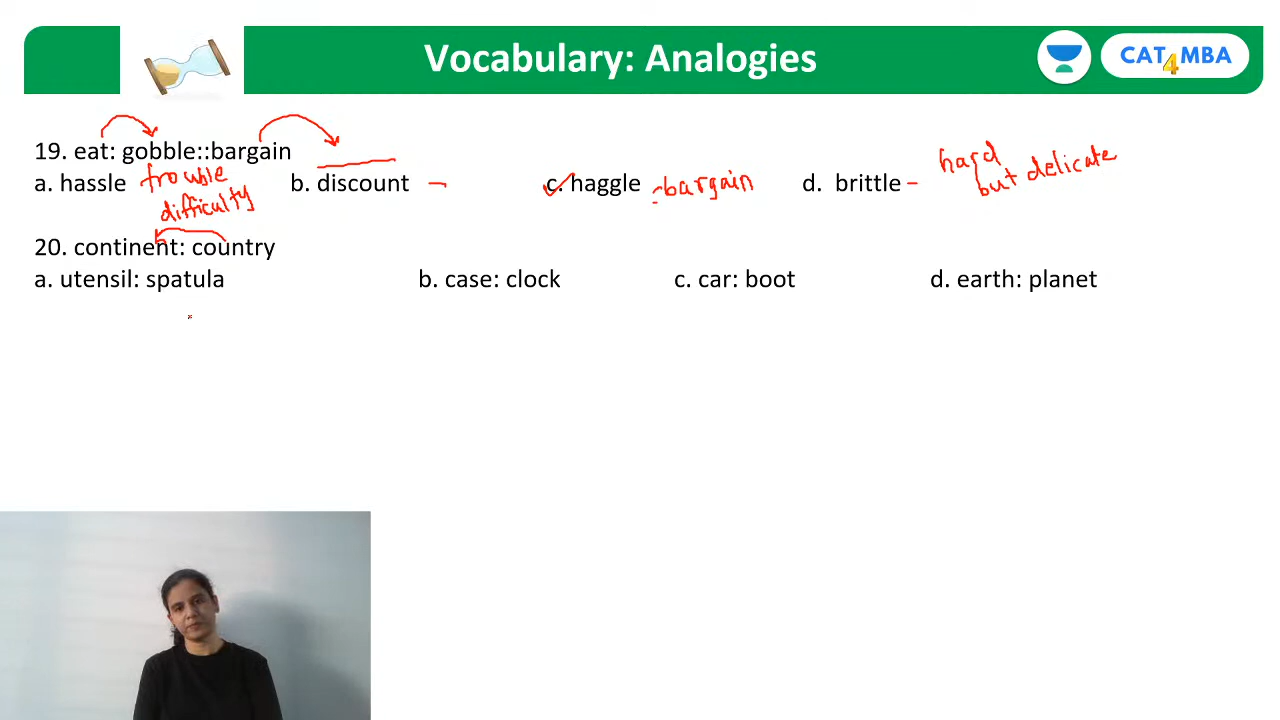 Vocabulary: Analogies
CAT4MBA
19. eat: gobble::bargain
a. hassle trouble difficulty b. discount – c. haggle :bargain d. brittle – hard but delicate
20. continent: country
a. utensil: spatula b. case: clock c. car: boot d. earth: planet